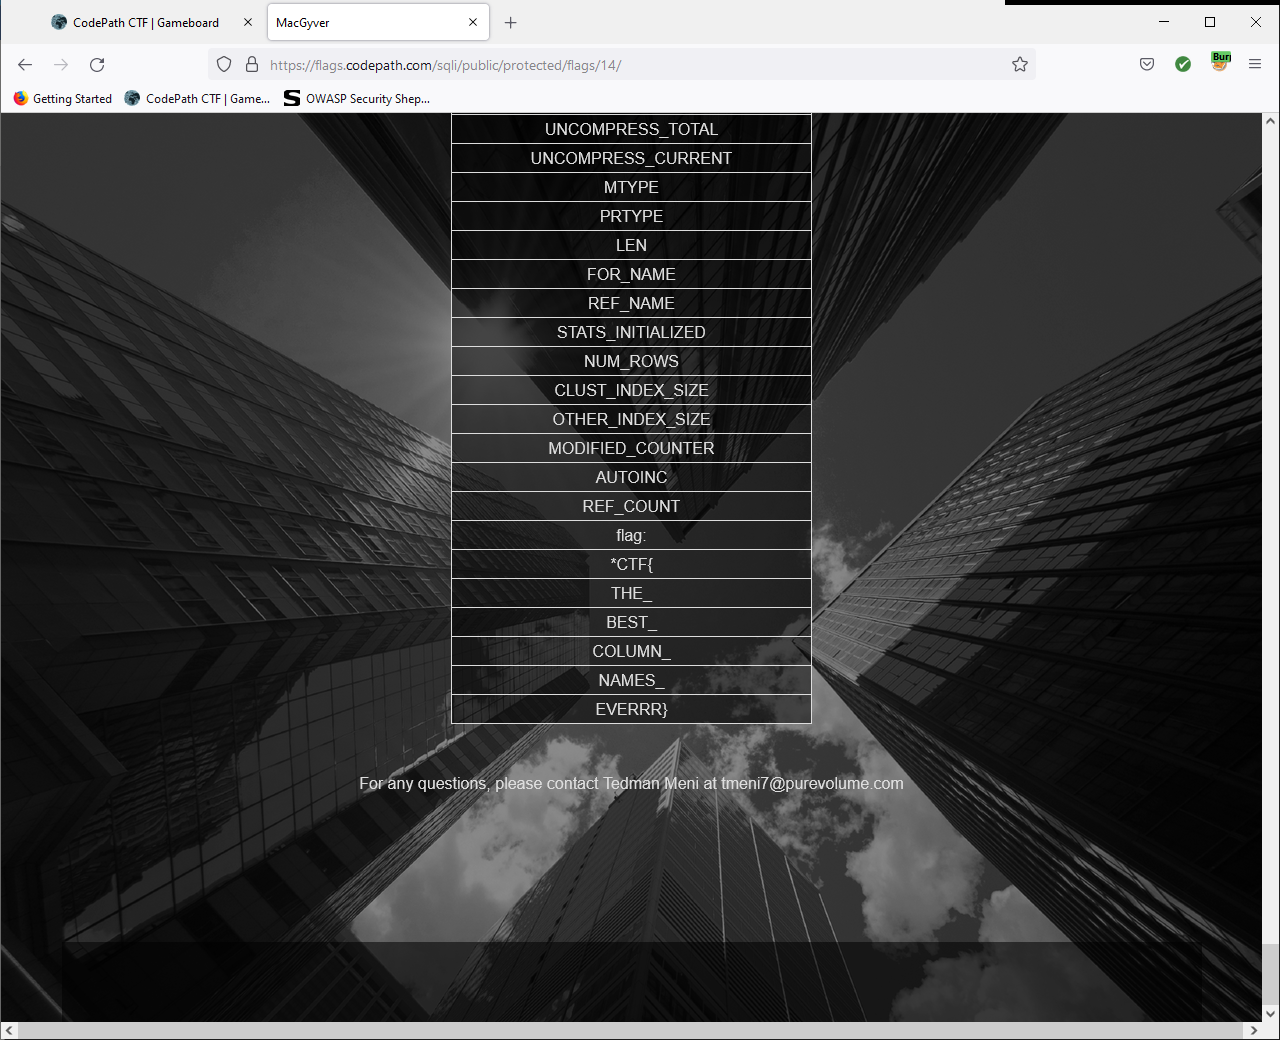 CodePath CTF | Gameboard
MacGyver
https://flags.codepath.com/sqli/public/protected/flags/14/
Burp
Getting Started
CodePath CTF | Game...
OWASP Security Shep...
UNCOMPRESS_TOTAL
UNCOMPRESS_CURRENT
MTYPE
PRTYPE
LEN
FOR_NAME
REF_NAME
STATS_INITIALIZED
NUM_ROWS
CLUST_INDEX_SIZE
OTHER_INDEX_SIZE
MODIFIED_COUNTER
AUTOINC
REF_COUNT
flag:
*CTF{
THE_
BEST_
COLUMN_
NAMES_
EVERRR}
For any questions, please contact Tedman Meni at tmeni7@purevolume.com